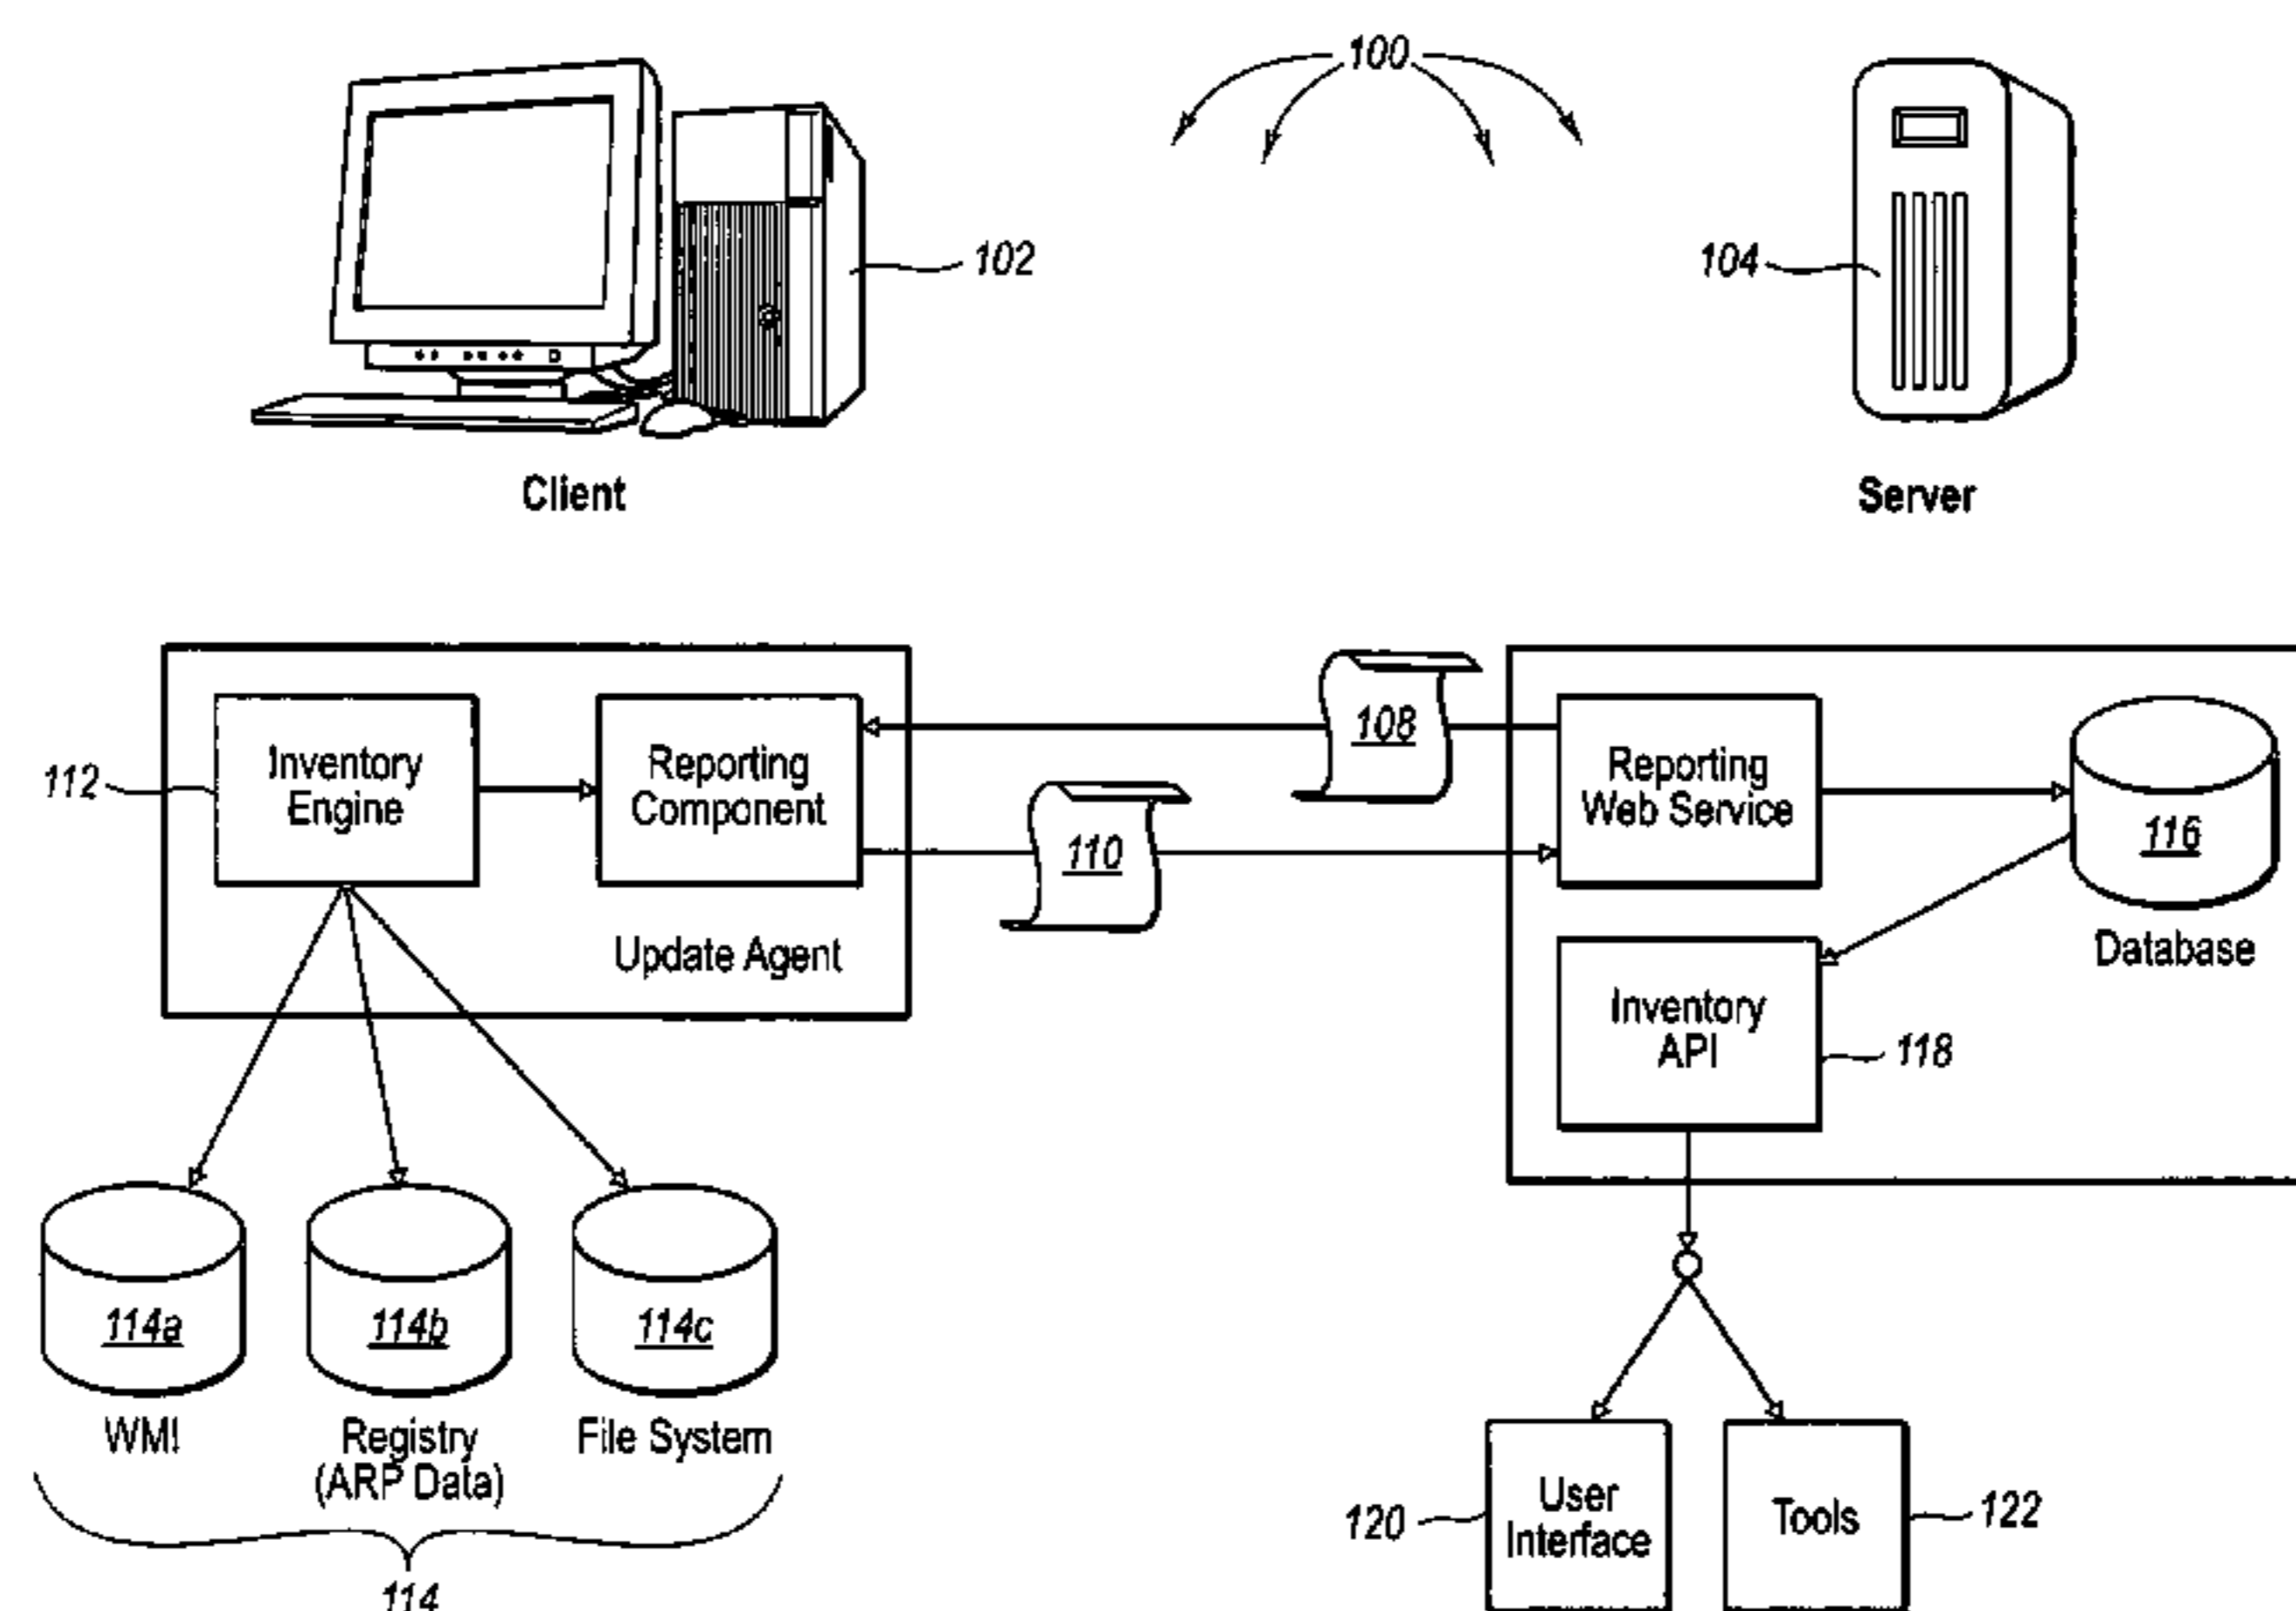 100
102
104
Client
Server
108
112
Inventory
Engine
Reporting
Component
Reporting
Web Service
116
110
Update Agent
Database
Inventory
API
118
114a
114b
114c
WMI
Registry
(ARP Data)
File System
114
120
User
Interface
Tools
122